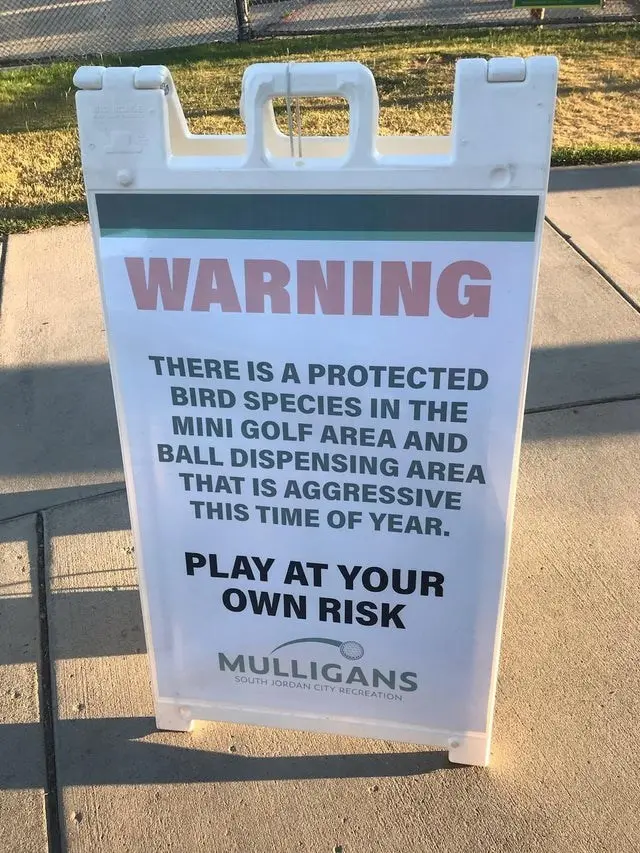 WARNING
THERE IS A PROTECTED
BIRD SPECIES IN THE
MINI GOLF AREA AND
BALL DISPENSING AREA
THAT IS AGGRESSIVE
THIS TIME OF YEAR.
PLAY AT YOUR
OWN RISK
MULLIGANS
SOUTH JORDAN CITY RECREATION